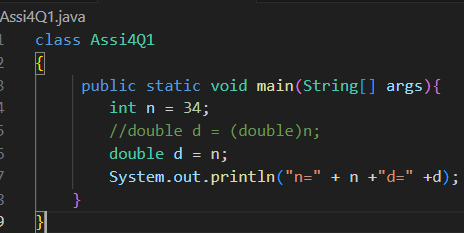 Assi4Q1.java
1 class Assi4Q1
2 {
3 public static void main(String[] args){
4 int n = 34;
5 //double d = (double)n;
6 double d = n;
7 System.out.println("n=" + n +"d=" +d);
8 }
9 }